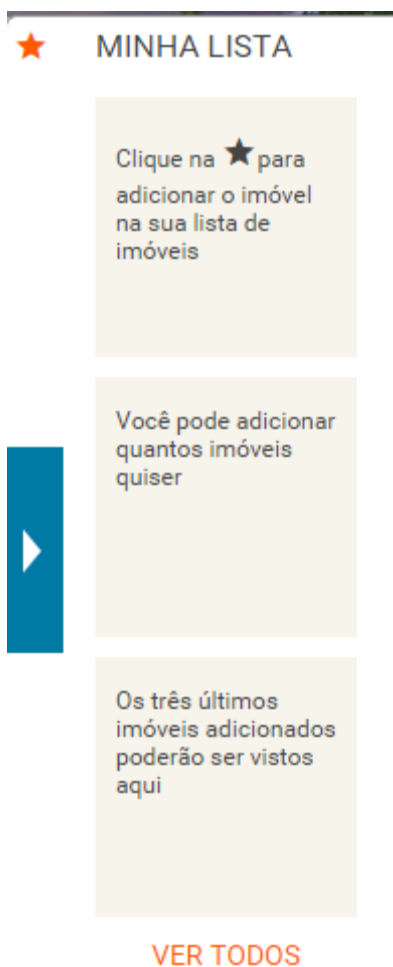 MINHA LISTA
Clique na ★ para
adicionar o imóvel
na sua lista de
imóveis
Você pode adicionar
quantos imóveis
quiser
Os três últimos
imóveis adicionados
poderão ser vistos
aqui
VER TODOS